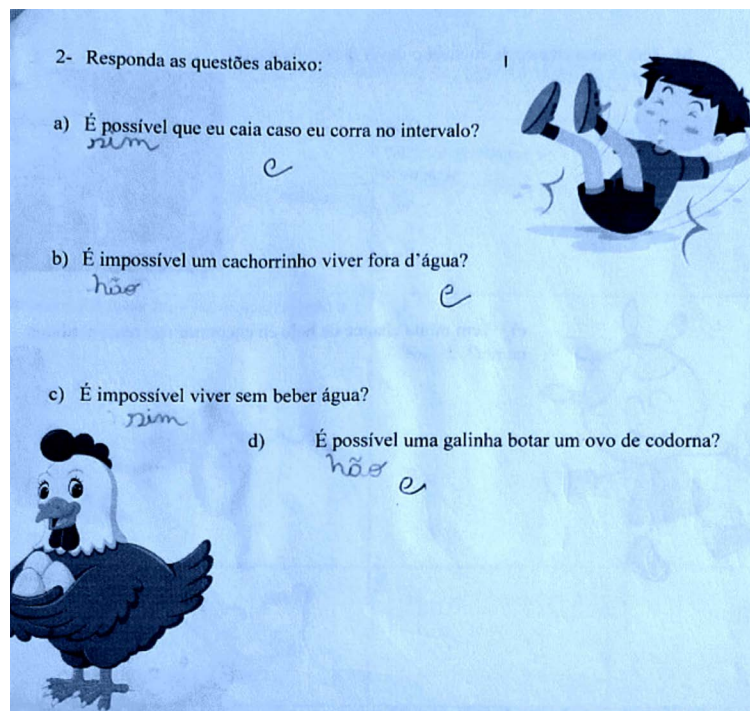 2- Responda as questões abaixo:
a) É possível que eu caia caso eu corra no intervalo?
sim
C
b) É impossível um cachorrinho viver fora d'água?
não
C
c) É impossível viver sem beber água?
sim
d) É possível uma galinha botar um ovo de codorna?
não
C